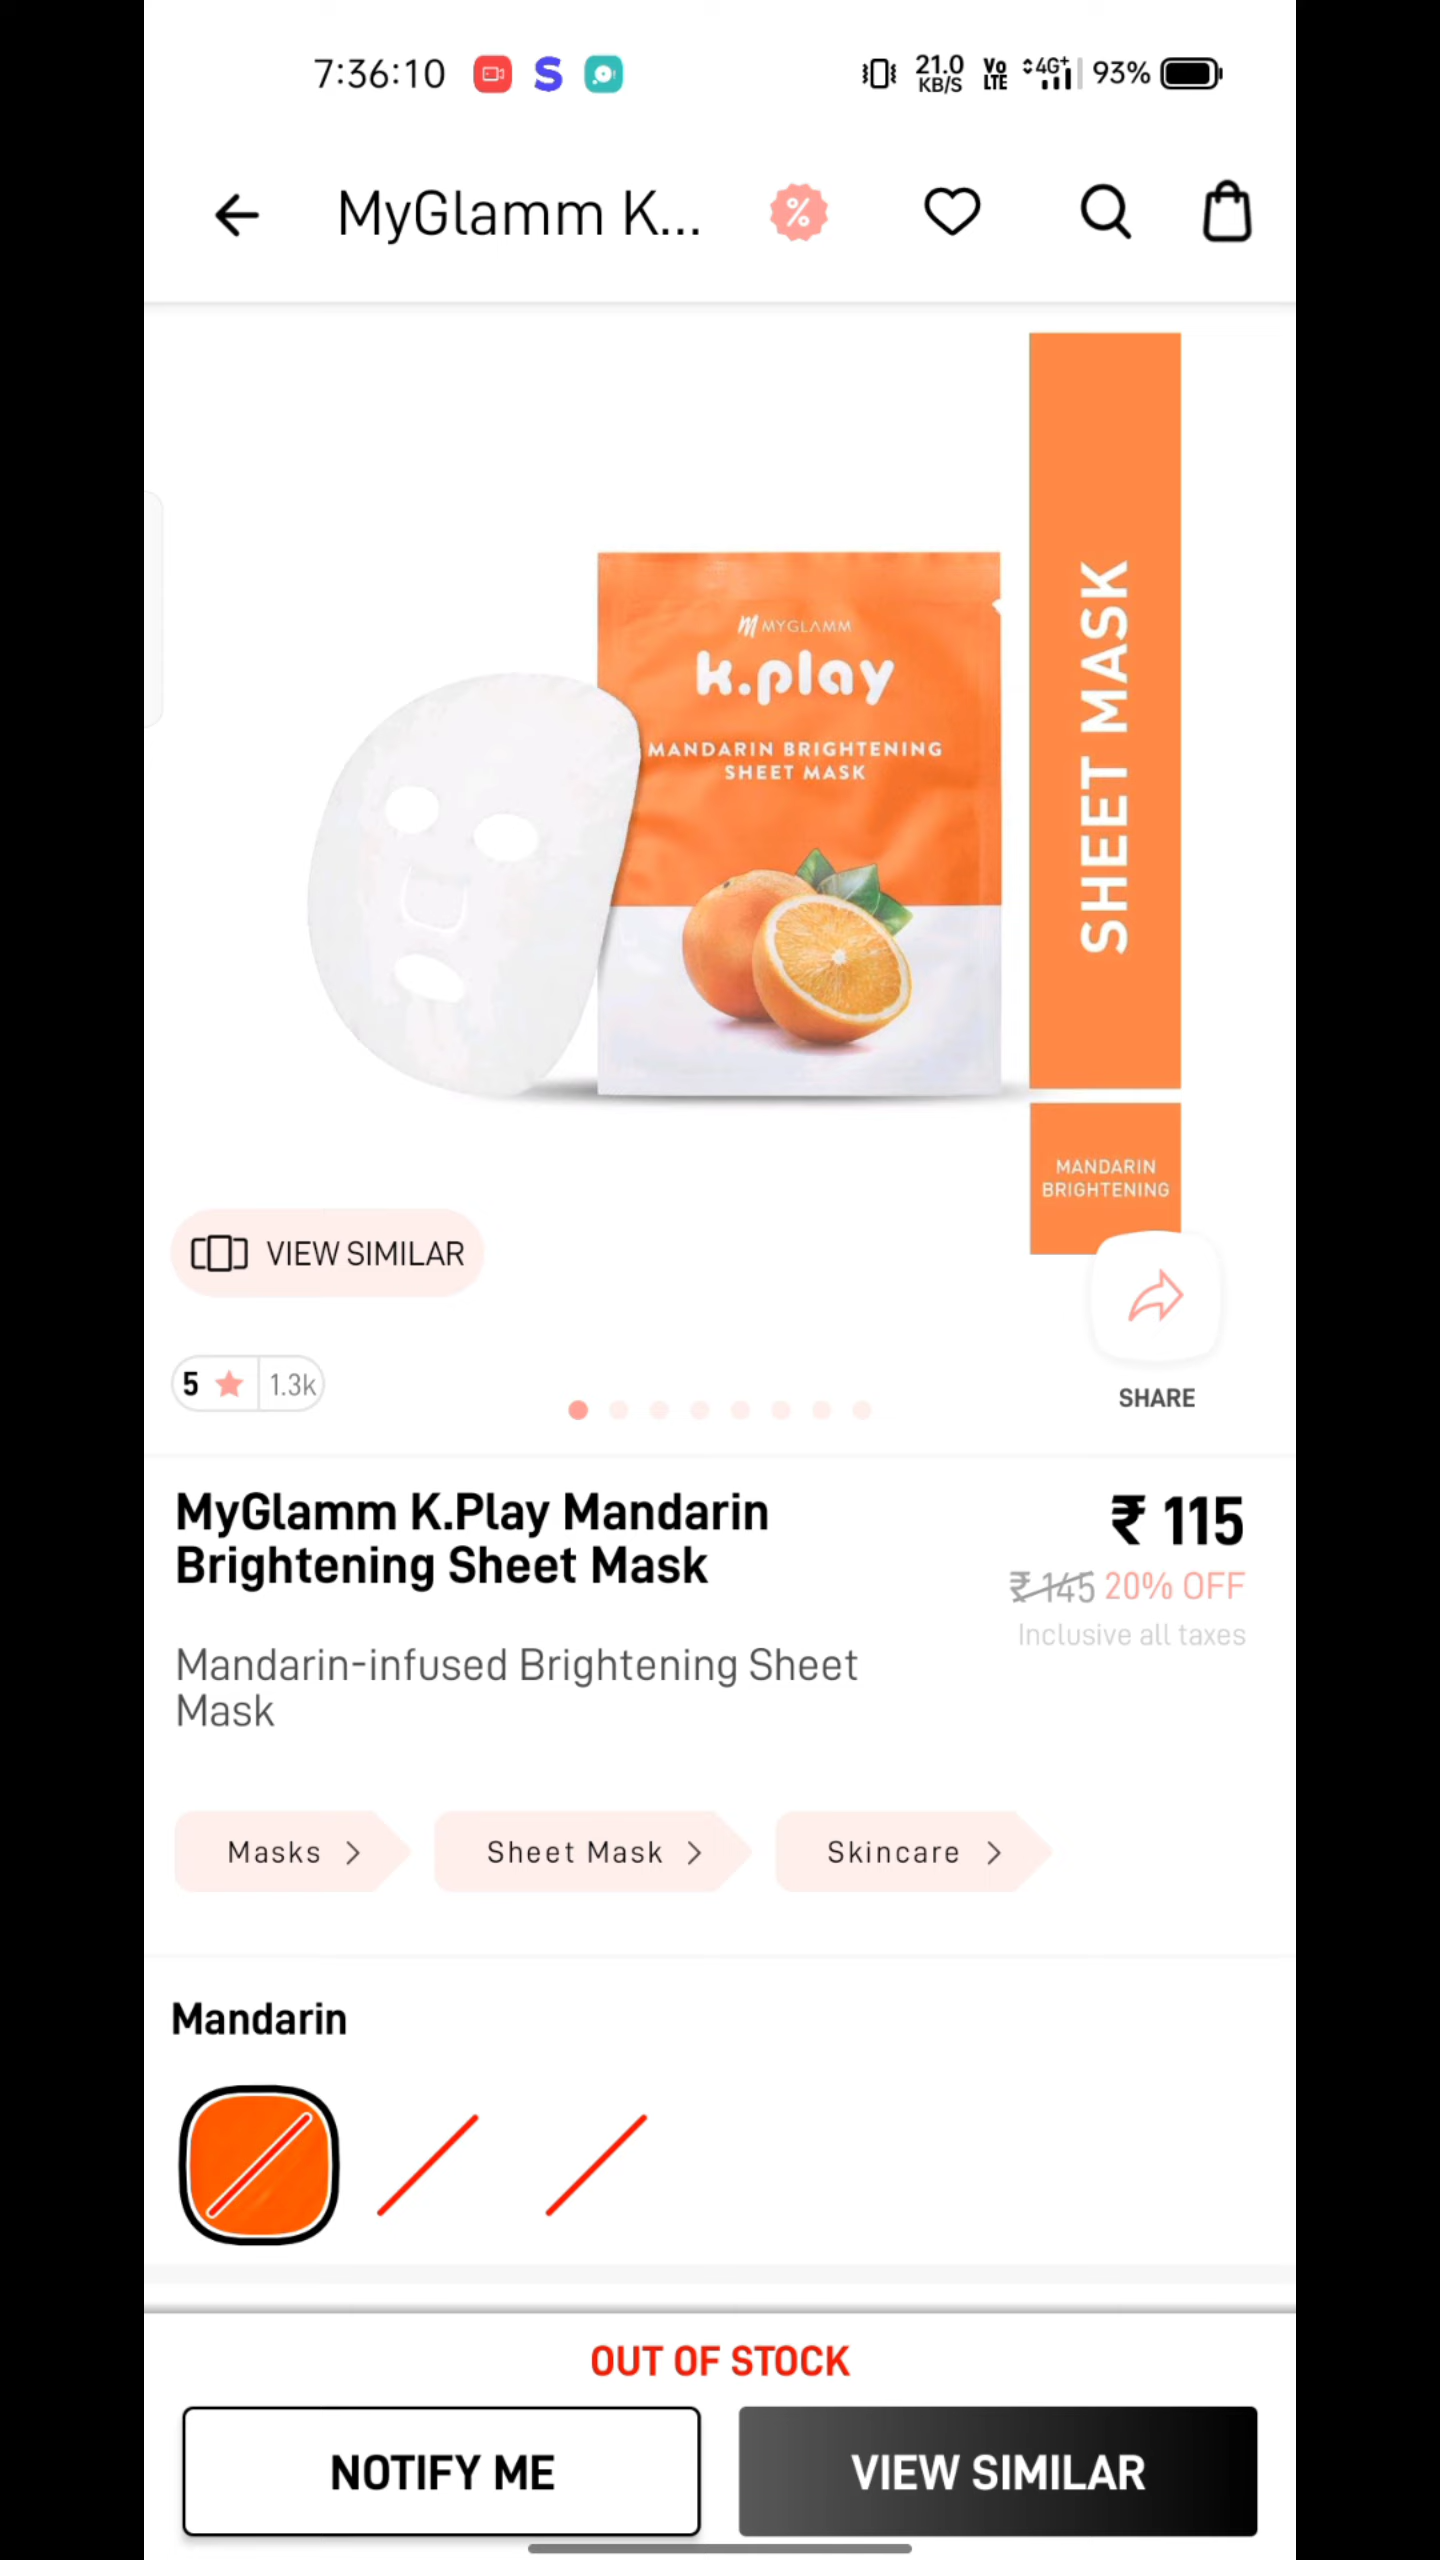 7:36:10
21.0 KB/S
Vo LTE
4G+
93%
MyGlamm K...
%
SHEET MASK
MYGLAMM
k.play
MANDARIN BRIGHTENING
SHEET MASK
MANDARIN
BRIGHTENING
VIEW SIMILAR
5
1.3k
SHARE
MyGlamm K.Play Mandarin
Brightening Sheet Mask
₹ 115
₹ 145 20% OFF
Inclusive all taxes
Mandarin-infused Brightening Sheet
Mask
Masks
Sheet Mask
Skincare
Mandarin
OUT OF STOCK
NOTIFY ME
VIEW SIMILAR